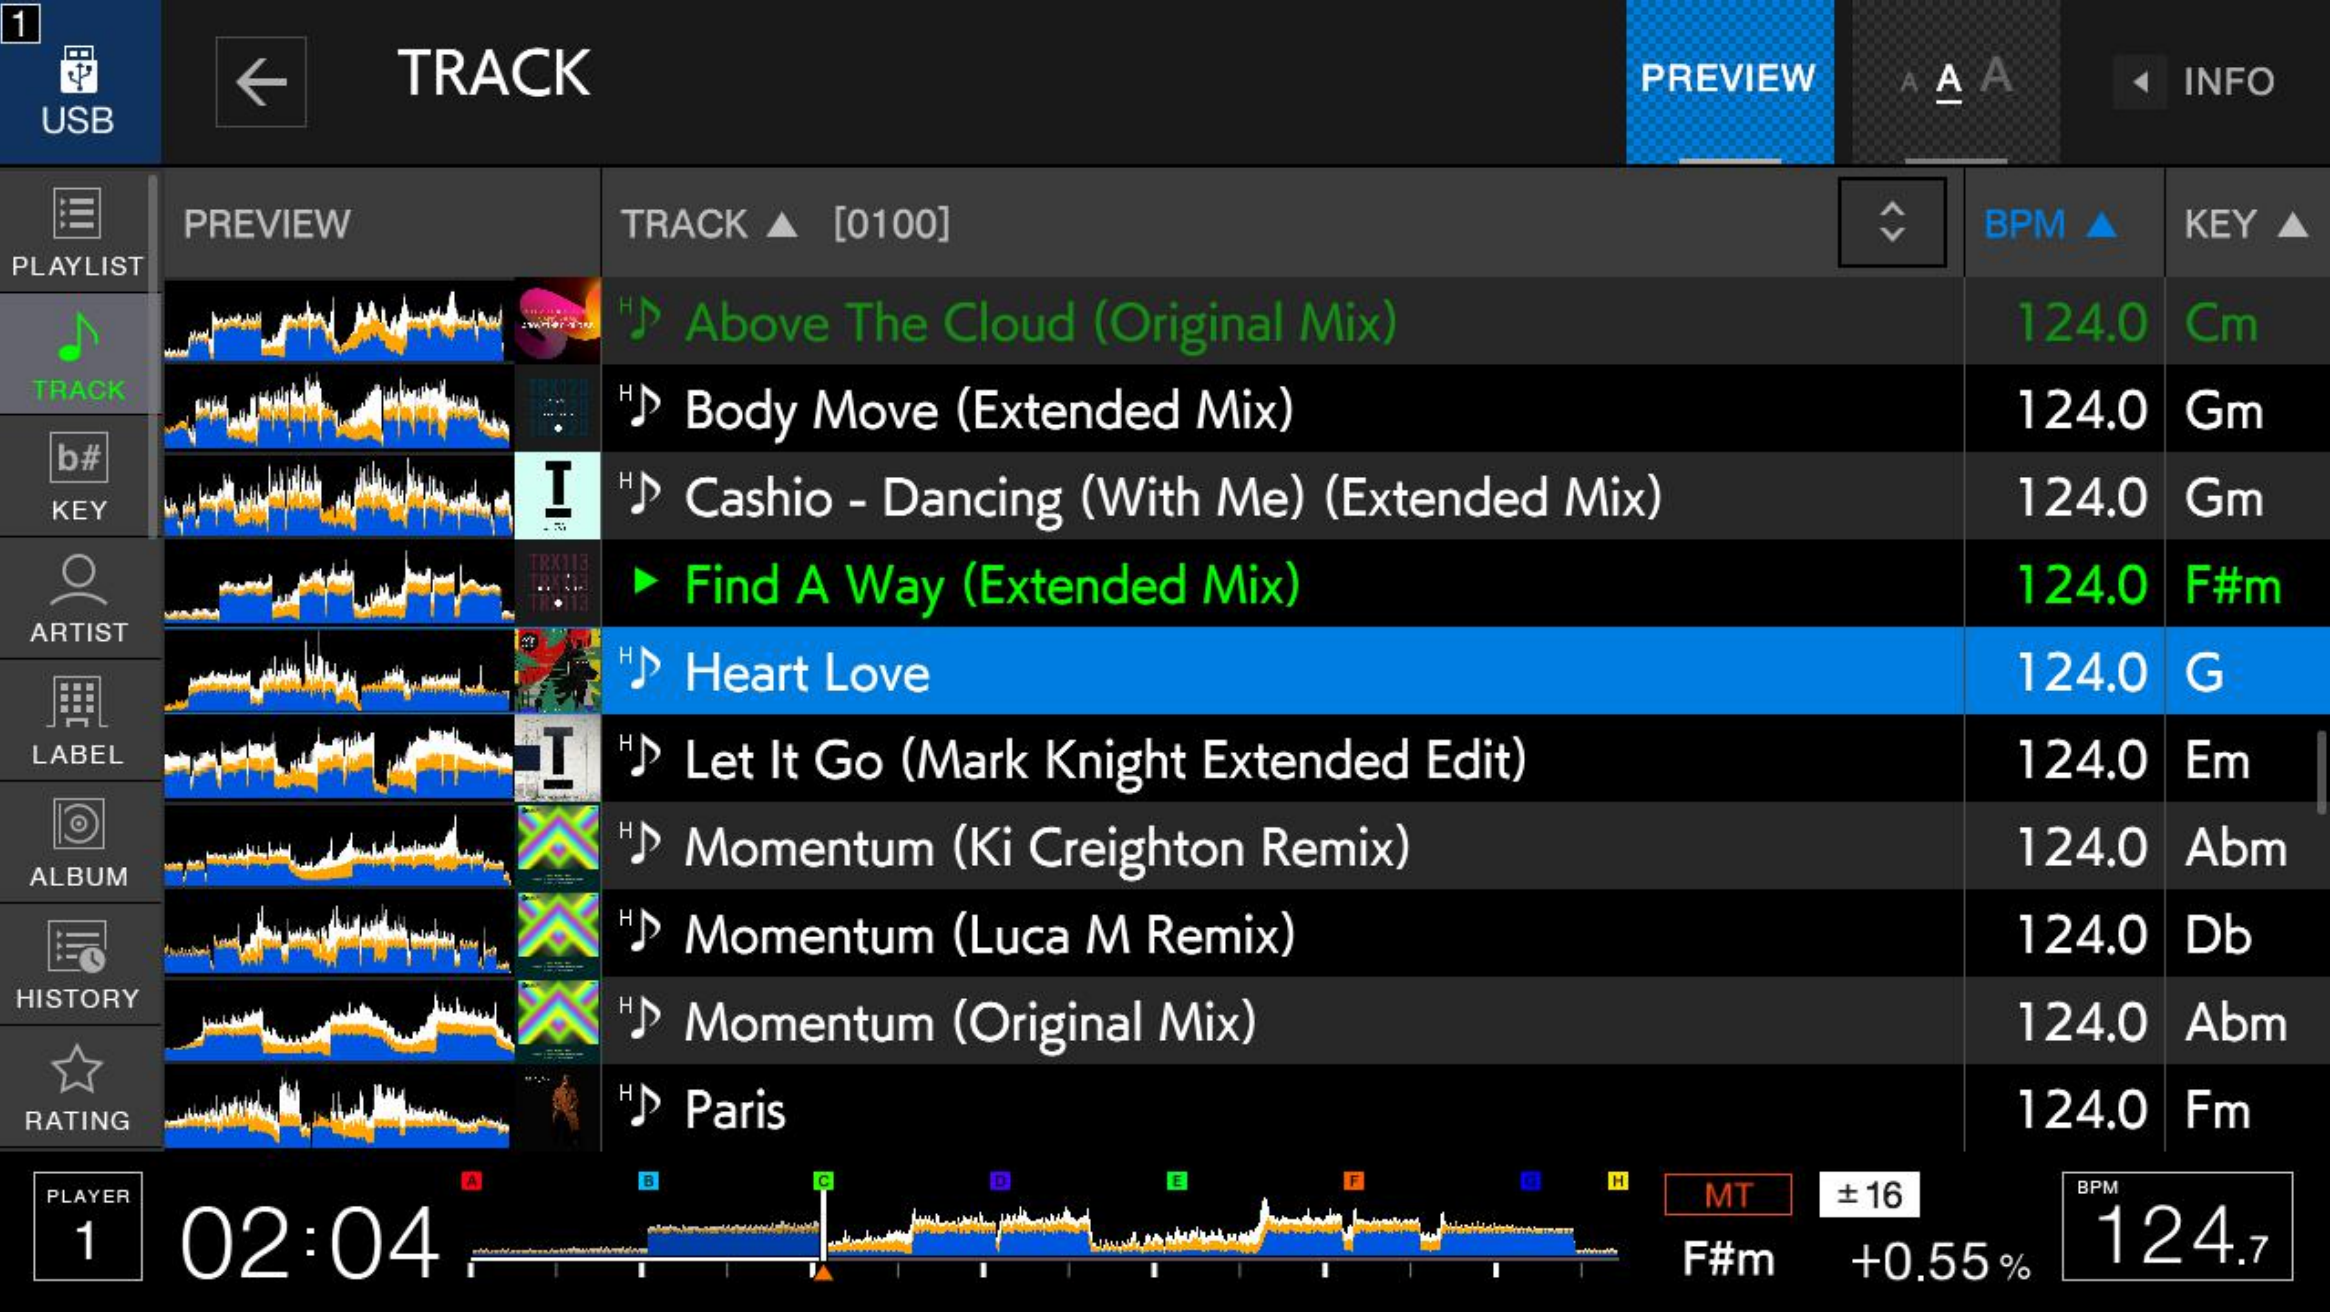 1
USB
TRACK
PREVIEW
A A A
INFO
PLAYLIST
TRACK
KEY
ARTIST
LABEL
ALBUM
HISTORY
RATING
b#
PREVIEW TRACK ▲ [0100] BPM ▲ KEY ▲
H Above The Cloud (Original Mix) 124.0 Cm
H Body Move (Extended Mix) 124.0 Gm
H Cashio - Dancing (With Me) (Extended Mix) 124.0 Gm
Find A Way (Extended Mix) 124.0 F#m
H Heart Love 124.0 G
H Let It Go (Mark Knight Extended Edit) 124.0 Em
H Momentum (Ki Creighton Remix) 124.0 Abm
H Momentum (Luca M Remix) 124.0 Db
H Momentum (Original Mix) 124.0 Abm
H Paris 124.0 Fm
PLAYER
1
02:04
A B C D E F G H
MT ±16
F#m +0.55 %
BPM
124.7